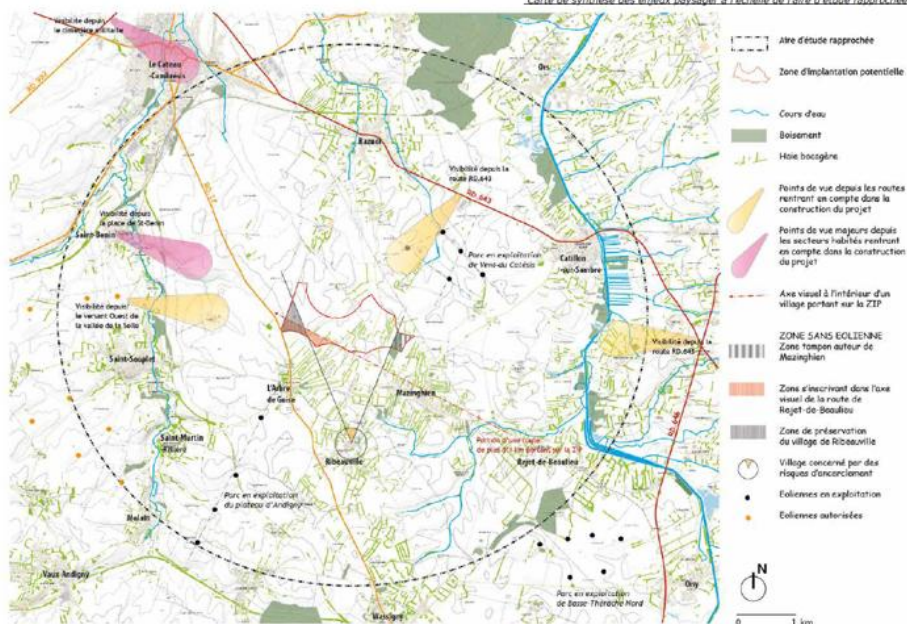 Carte de synthèse des enjeux paysager à l'échelle de l'aire d'étude rapprochée
Visibilité depuis
le cimetière militaire
Le Cateau
-Cambrésis
Ors
Bazuel
Visibilité depuis la
route RD.643
RD.643
Visibilité depuis
la place de St-Benin
Saint-Benin
Parc en exploitation
de Vent-du Catésis
Catillon
-sur-Sambre
Visibilité depuis
le versant Ouest de
la vallée de la Selle
Visibilité depuis la
route RD.643
Saint-Souplet
L'Arbre
de Guise
Mazinghien
Saint-Martin
Rivière
Ribeauville
Portion d'une route
Rejet-de-Beaulieu
RD.646
Parc en exploitation
du plateau d'Andigny
Molain
Vaux-Andigny
Wassigny
Parc en exploitation
de Basse-Thiérache Nord
Oisy
Aire d'étude rapprochée
Zone d'implantation potentielle
Cours d'eau
Boisement
Haie bocagère
Points de vue depuis les routes
rentrant en compte dans la
construction du projet
Points de vue majeurs depuis
les secteurs habités rentrant
en compte dans la construction
du projet
Axe visuel à l'intérieur d'un
village portant sur la ZIP
ZONE SANS EOLIENNE
Zone tampon autour de
Mazinghien
Zone s'inscrivant dans l'axe
visuel de la route de
Rejet-de-Beaulieu
Zone de préservation
du village de Ribeauville
Village concerné par des
risques d'encerclement
Eoliennes en exploitation
Eoliennes autorisées
N
0 1 km